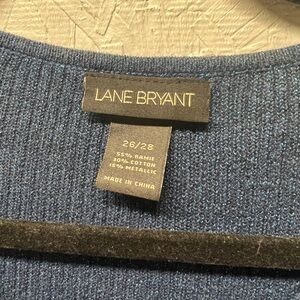 LANE BRYANT
26/28
55% RAMIE
30% COTTON
15% METALLIC
MADE IN CHINA